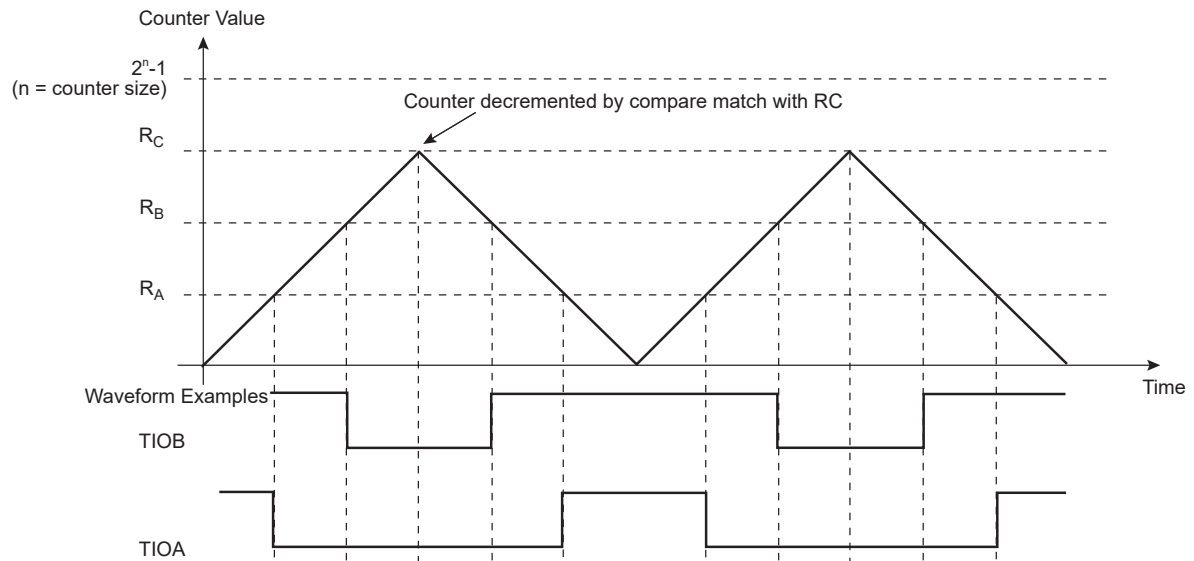 Counter Value
2ⁿ-1
(n = counter size)
Counter decremented by compare match with RC
R_C
R_B
R_A
Time
Waveform Examples
TIOB
TIOA